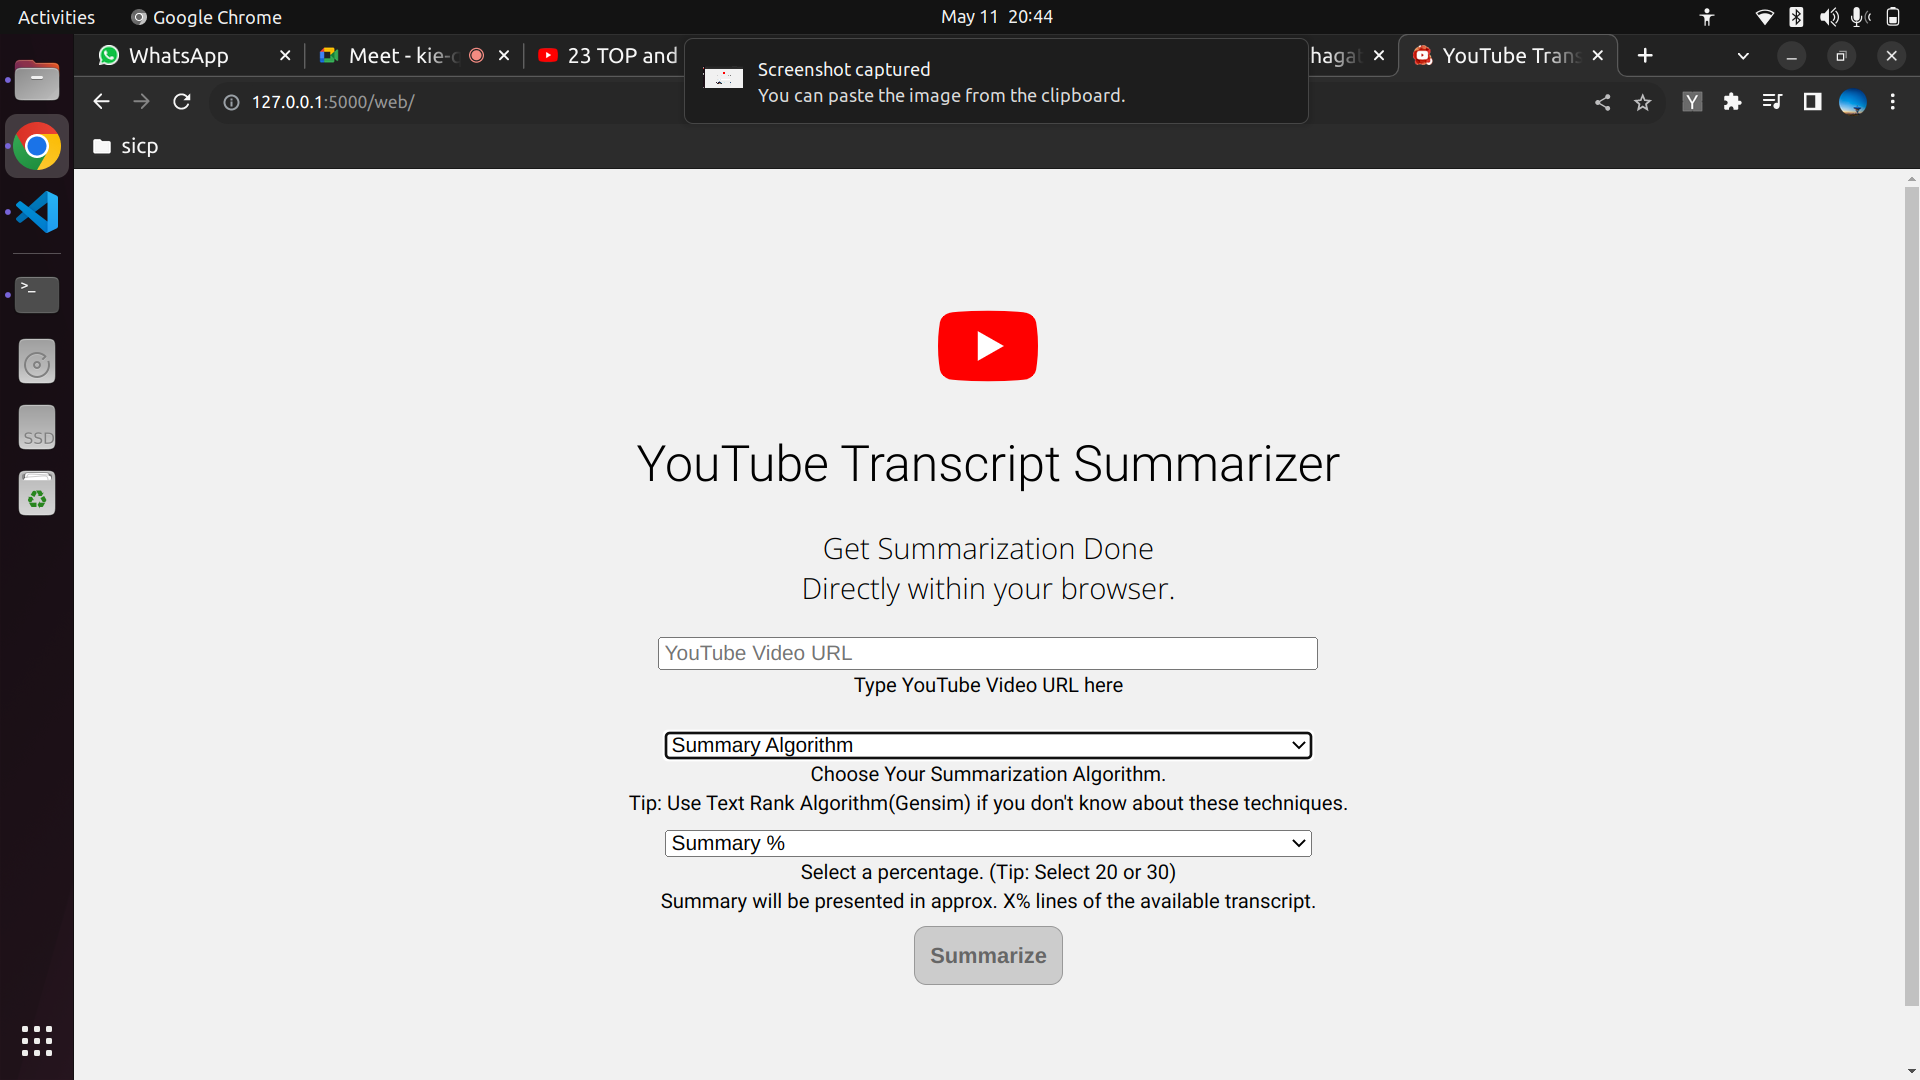 Activities
Google Chrome
May 11 20:44
WhatsApp
Meet - kie-
23 TOP and
hagat
YouTube Trans
Screenshot captured
You can paste the image from the clipboard.
127.0.0.1:5000/web/
Y
sicp
>_
SSD
YouTube Transcript Summarizer
Get Summarization Done
Directly within your browser.
YouTube Video URL
Type YouTube Video URL here
Summary Algorithm
Choose Your Summarization Algorithm.
Tip: Use Text Rank Algorithm(Gensim) if you don't know about these techniques.
Summary %
Select a percentage. (Tip: Select 20 or 30)
Summary will be presented in approx. X% lines of the available transcript.
Summarize